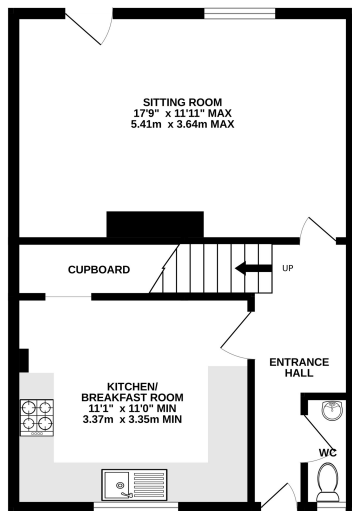 SITTING ROOM
17'9" x 11'11" MAX
5.41m x 3.64m MAX
CUPBOARD
UP
KITCHEN/
BREAKFAST ROOM
11'1" x 11'0" MIN
3.37m x 3.35m MIN
ENTRANCE
HALL
WC